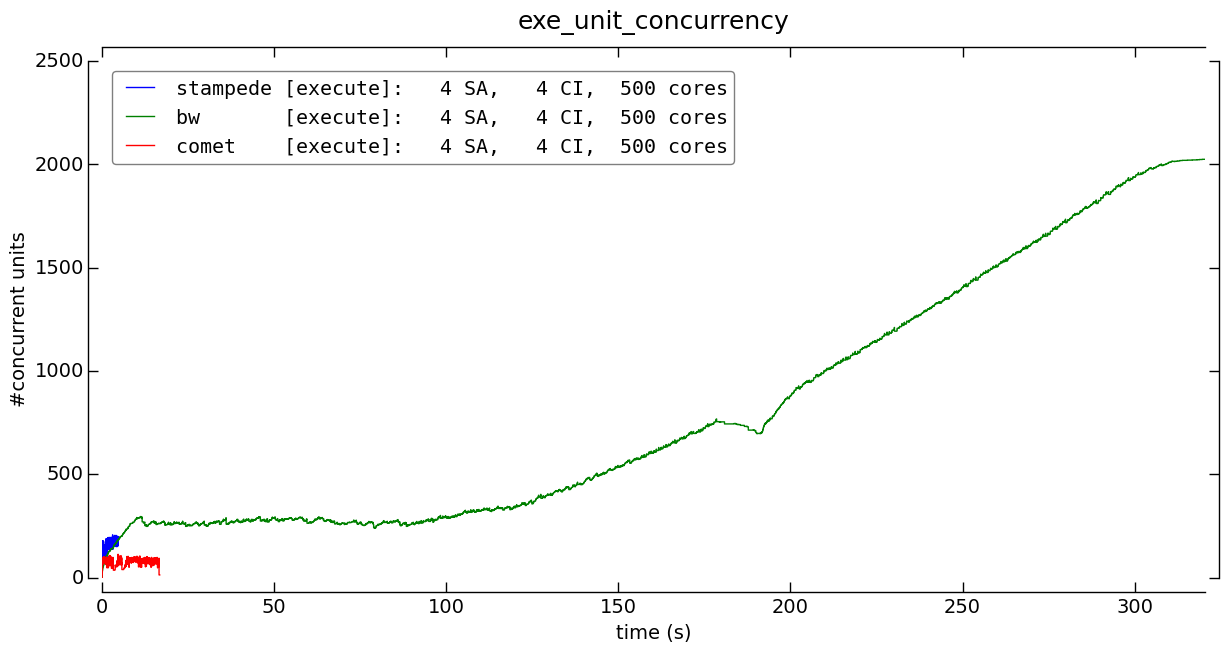 exe_unit_concurrency
2500
2000
1500
1000
500
0
#concurrent units
stampede [execute]:   4 SA,   4 CI,  500 cores
bw       [execute]:   4 SA,   4 CI,  500 cores
comet    [execute]:   4 SA,   4 CI,  500 cores
0 50 100 150 200 250 300
time (s)